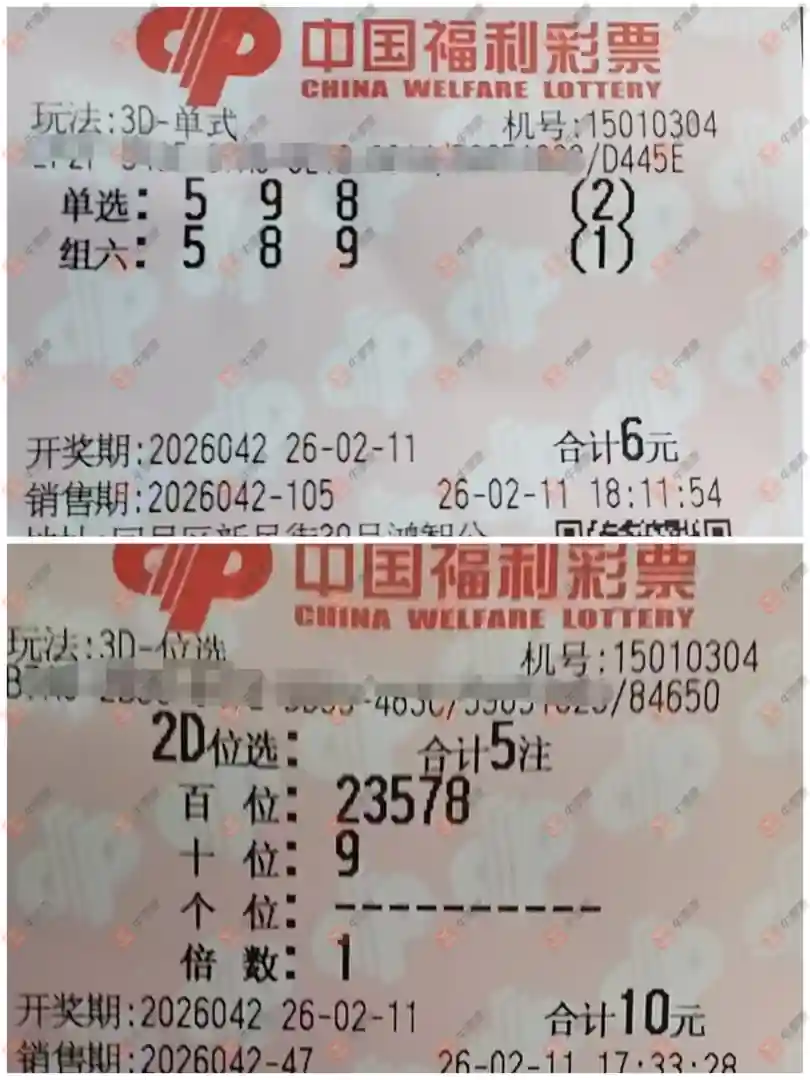 中国福利彩票
CHINA WELFARE LOTTERY
玩法:3D-单式 机号:15010304
/D445E
单选: 5 9 8 (2)
组六: 5 8 9 (1)
开奖期:2026042 26-02-11 合计6元
销售期:2026042-105 26-02-11 18:11:54
中国福利彩票
CHINA WELFARE LOTTERY
玩法:3D-位选 机号:15010304
/84650
2D位选: 合计5注
百位: 23578
十位: 9
个位: ----------
倍数: 1
开奖期:2026042 26-02-11 合计10元
销售期:2026042-47 26-02-11 17:33:28